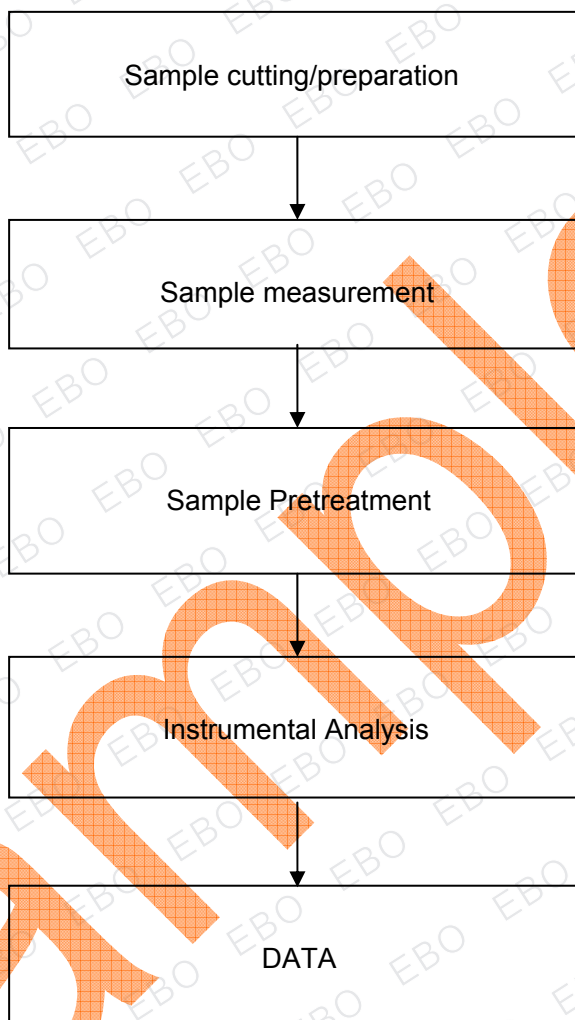 Sample cutting/preparation
Sample measurement
Sample Pretreatment
Instrumental Analysis
DATA